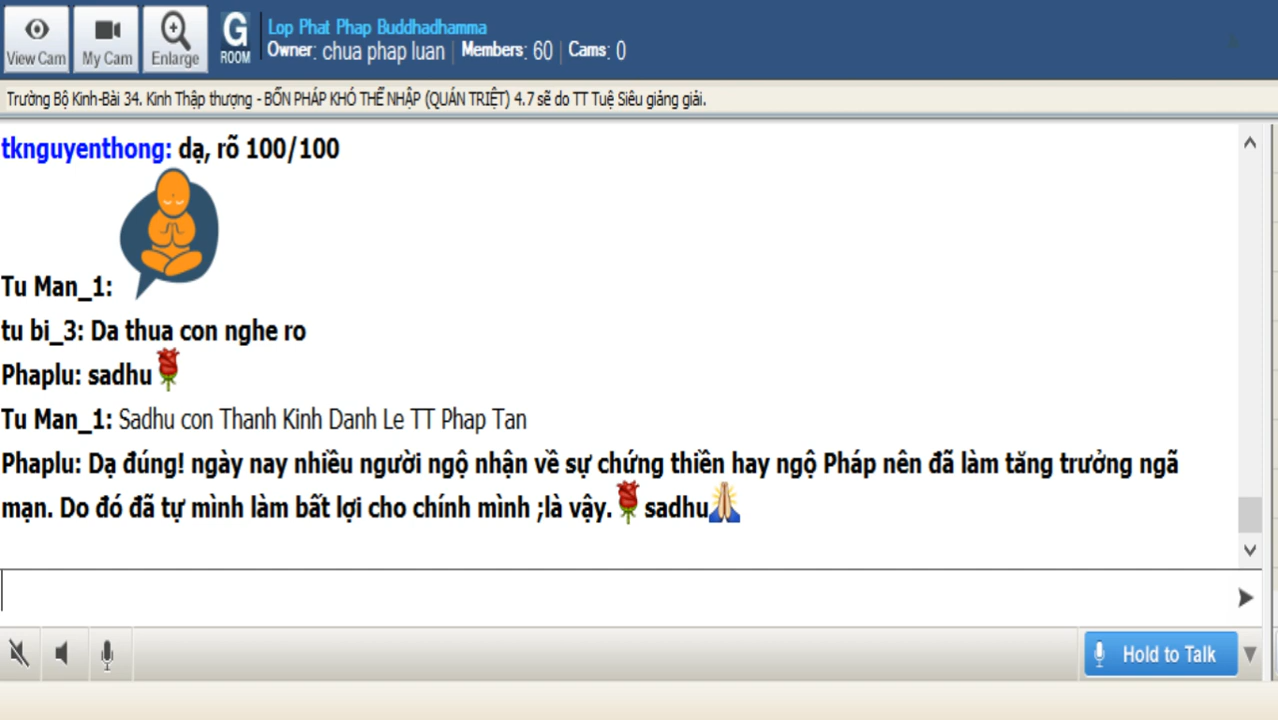 Lop Phat Phap Buddhadhamma
Owner: chua phap luan | Members: 60 | Cams: 0
View Cam My Cam Enlarge G ROOM
Trường Bộ Kinh-Bài 34. Kinh Thập thượng - BỐN PHÁP KHÓ THỂ NHẬP (QUÁN TRIỆT) 4.7 sẽ do TT Tuệ Siêu giảng giải.
tknguyenthong: dạ, rõ 100/100
Tu Man_1:
tu bi_3: Da thua con nghe ro
Phaplu: sadhu🌹
Tu Man_1: Sadhu con Thanh Kinh Danh Le TT Phap Tan
Phaplu: Dạ đúng! ngày nay nhiều người ngộ nhận về sự chứng thiền hay ngộ Pháp nên đã làm tăng trưởng ngã
mạn. Do đó đã tự mình làm bất lợi cho chính mình ;là vậy.🌹sadhu🙏
Hold to Talk